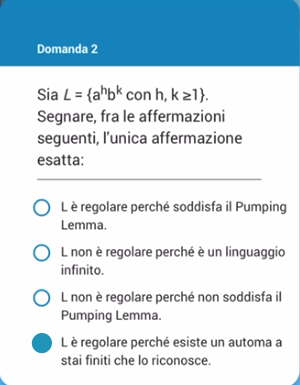 Domanda 2
Sia L = {aʰbᵏ con h, k ≥1}.
Segnare, fra le affermazioni
seguenti, l'unica affermazione
esatta:
L è regolare perché soddisfa il Pumping
Lemma.
L non è regolare perché è un linguaggio
infinito.
L non è regolare perché non soddisfa il
Pumping Lemma.
L è regolare perché esiste un automa a
stai finiti che lo riconosce.